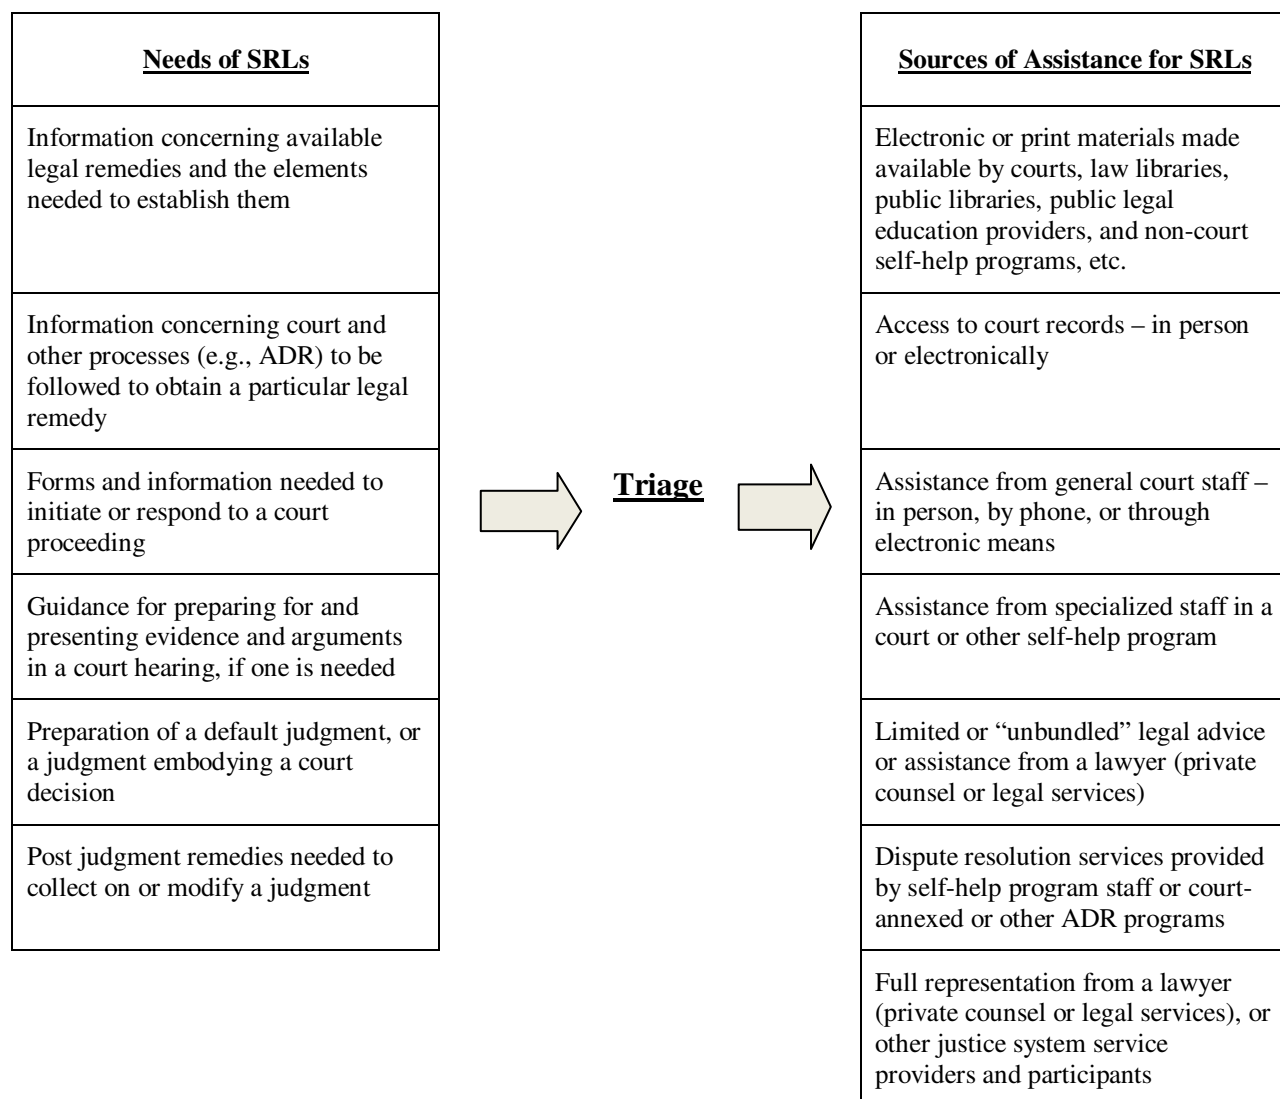 Needs of SRLs
Information concerning available
legal remedies and the elements
needed to establish them
Information concerning court and
other processes (e.g., ADR) to be
followed to obtain a particular legal
remedy
Forms and information needed to
initiate or respond to a court
proceeding
Guidance for preparing for and
presenting evidence and arguments
in a court hearing, if one is needed
Preparation of a default judgment, or
a judgment embodying a court
decision
Post judgment remedies needed to
collect on or modify a judgment
Triage
Sources of Assistance for SRLs
Electronic or print materials made
available by courts, law libraries,
public libraries, public legal
education providers, and non-court
self-help programs, etc.
Access to court records – in person
or electronically
Assistance from general court staff –
in person, by phone, or through
electronic means
Assistance from specialized staff in a
court or other self-help program
Limited or “unbundled” legal advice
or assistance from a lawyer (private
counsel or legal services)
Dispute resolution services provided
by self-help program staff or court-
annexed or other ADR programs
Full representation from a lawyer
(private counsel or legal services), or
other justice system service
providers and participants